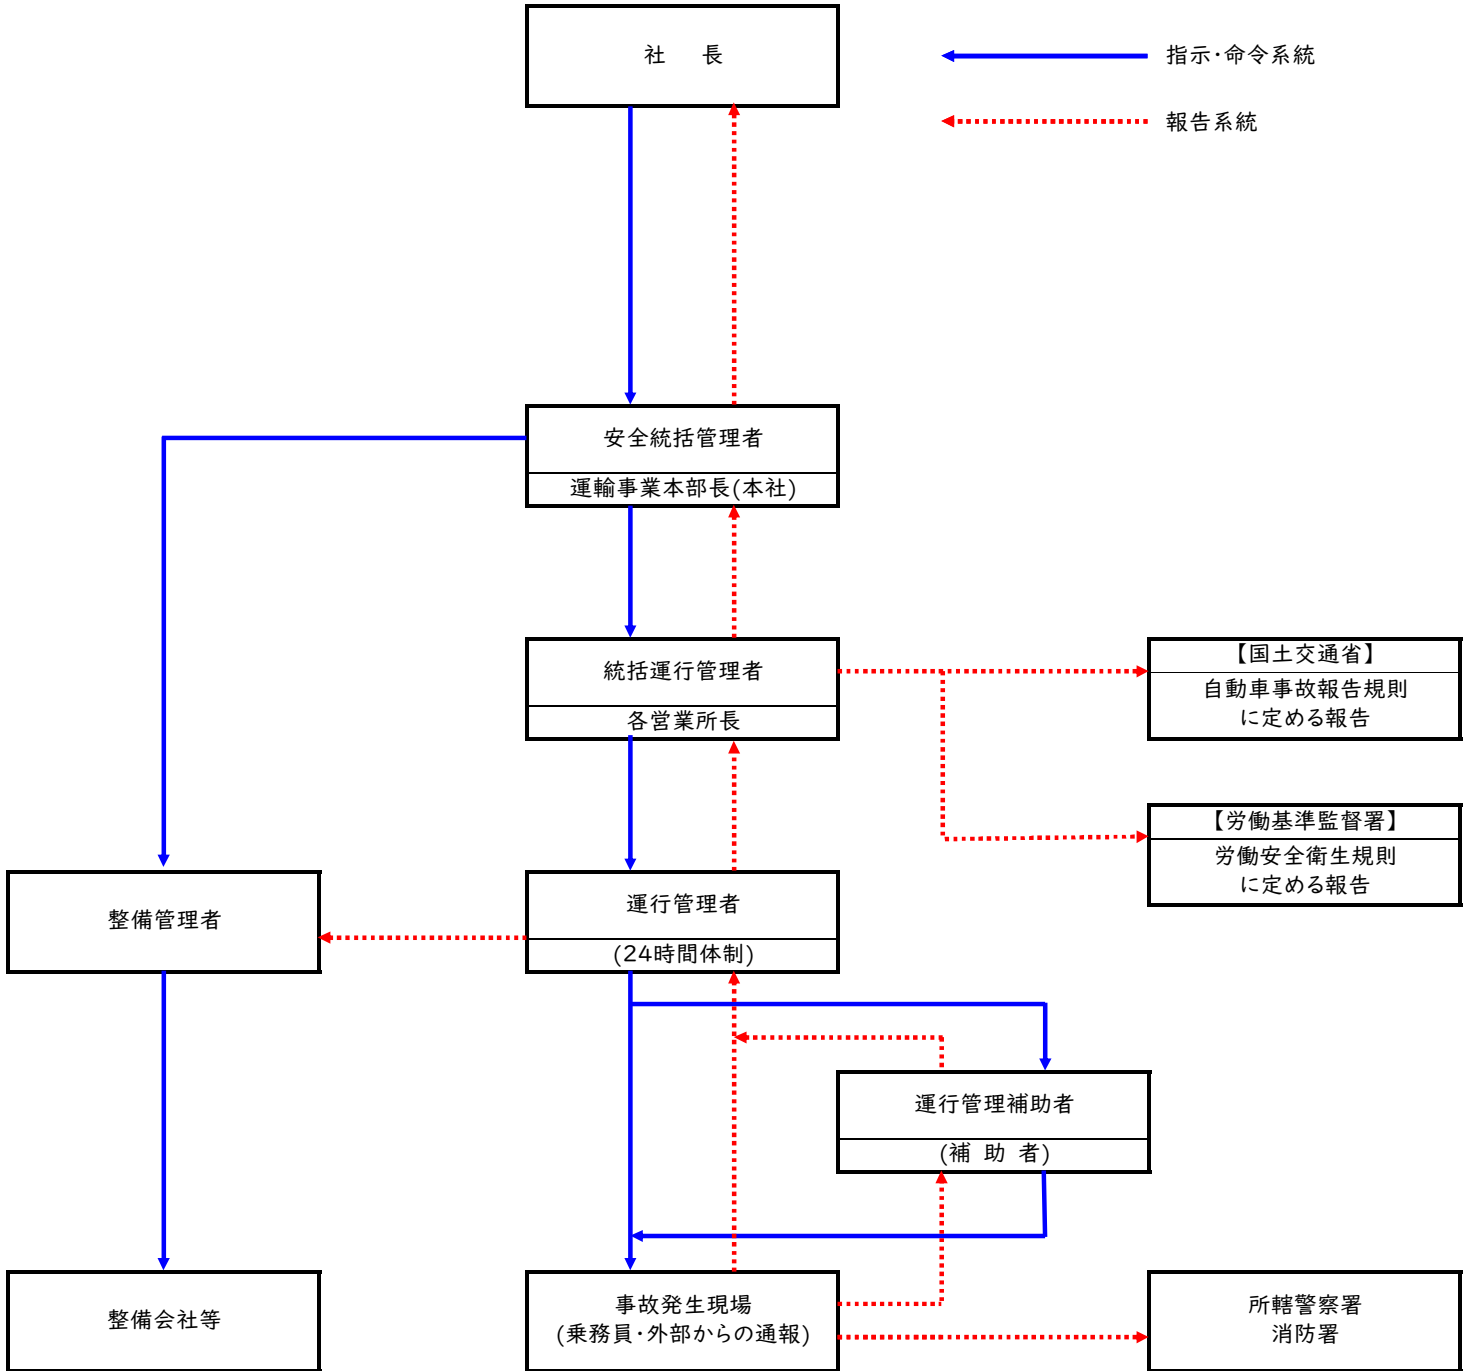 社　長
指示・命令系統
報告系統
安全統括管理者
運輸事業本部長(本社)
統括運行管理者
各営業所長
【国土交通省】
自動車事故報告規則
に定める報告
【労働基準監督署】
労働安全衛生規則
に定める報告
整備管理者
運行管理者
(24時間体制)
運行管理補助者
(補 助 者)
整備会社等
事故発生現場
(乗務員・外部からの通報)
所轄警察署
消防署